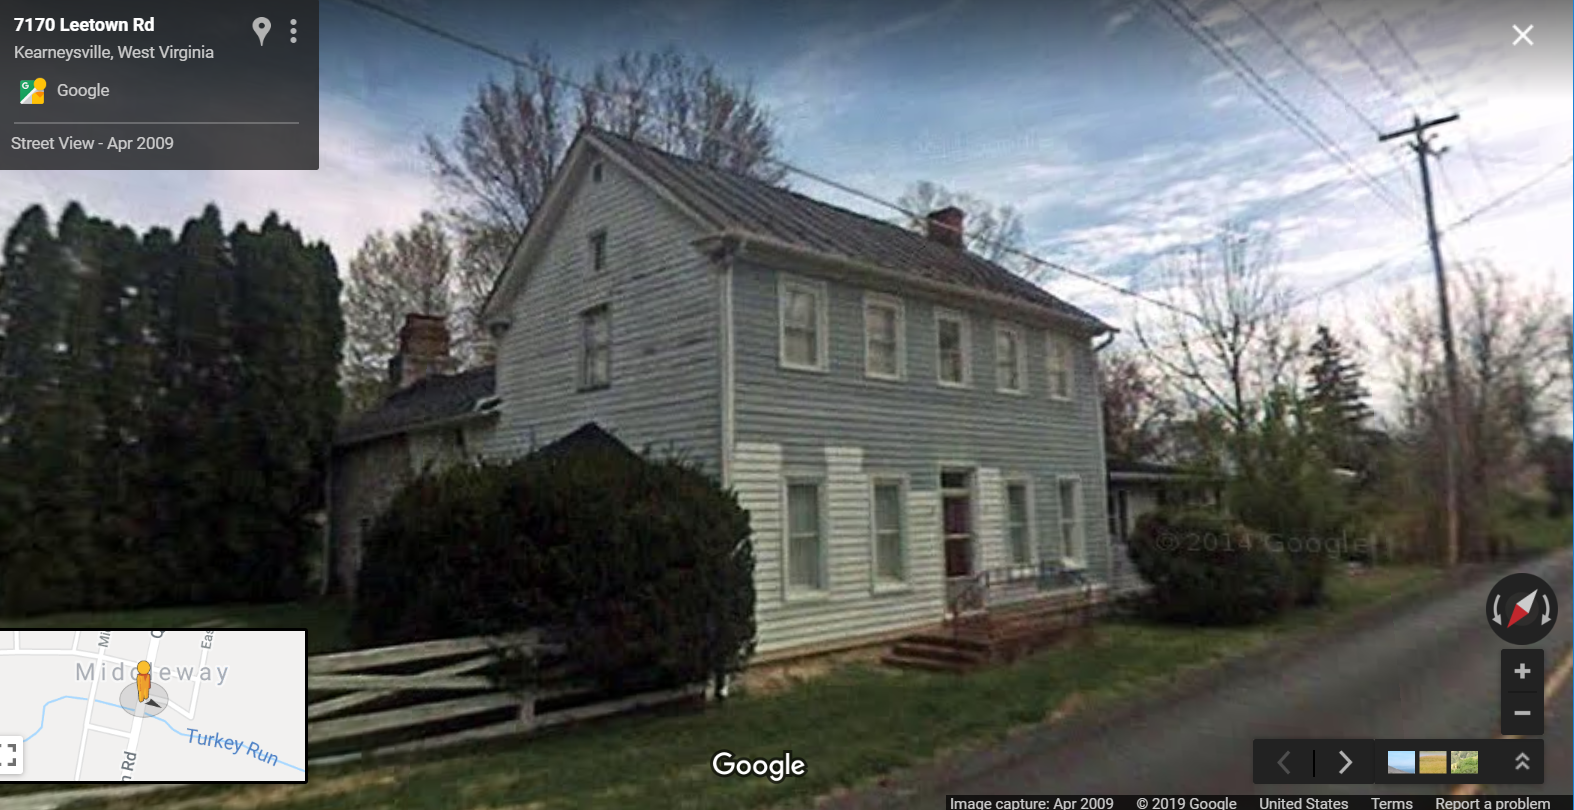 7170 Leetown Rd
Kearneysville, West Virginia
Google
Street View - Apr 2009
© 2014 Google
Middleway
Turkey Run
Rd
Google
Image capture: Apr 2009 © 2019 Google United States Terms Report a problem